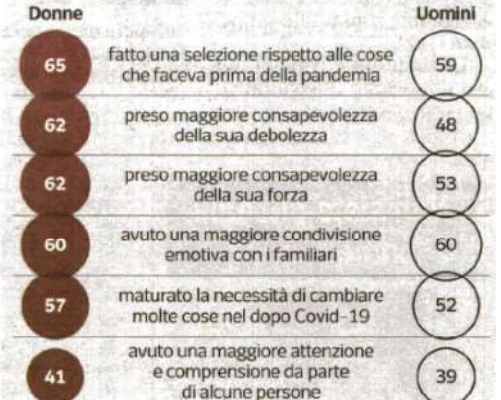 Donne Uomini
65 fatto una selezione rispetto alle cose 59
che faceva prima della pandemia
62 preso maggiore consapevolezza 48
della sua debolezza
62 preso maggiore consapevolezza 53
della sua forza
60 avuto una maggiore condivisione 60
emotiva con i familiari
57 maturato la necessità di cambiare 52
molte cose nel dopo Covid-19
avuto una maggiore attenzione
41 e comprensione da parte 39
di alcune persone